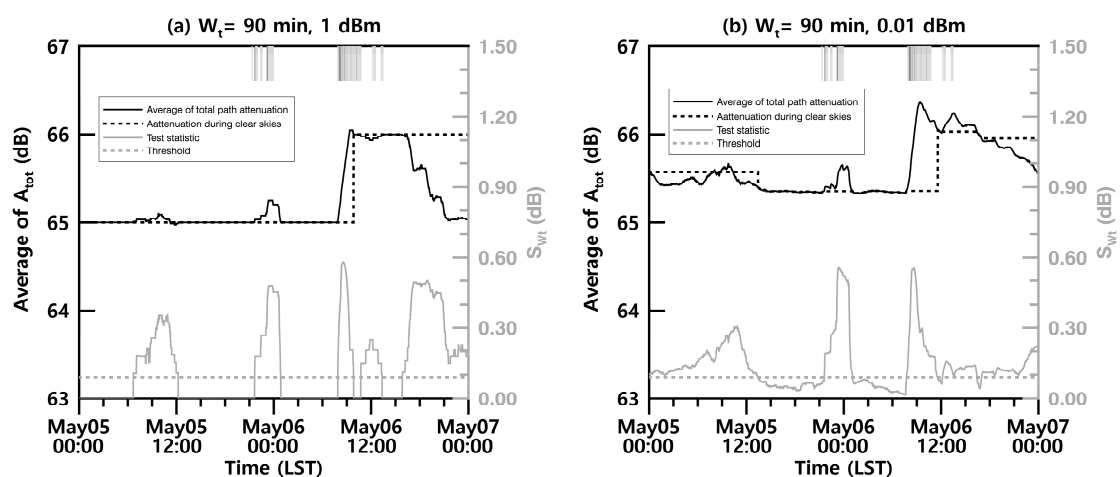 (a) Wt= 90 min, 1 dBm
67
66
65
64
63
Average of Atot (dB)
1.50
1.20
0.90
0.60
0.30
0.00
SWt (dB)
Average of total path attenuation
Aattenuation during clear skies
Test statistic
Threshold
May05 00:00
12:00
May06 00:00
12:00
May07 00:00
Time (LST)
(b) Wt= 90 min, 0.01 dBm
67
66
65
64
63
Average of Atot (dB)
1.50
1.20
0.90
0.60
0.30
0.00
SWt (dB)
Average of total path attenuation
Aattenuation during clear skies
Test statistic
Threshold
May05 00:00
May05 12:00
May06 00:00
May06 12:00
May07 00:00
Time (LST)